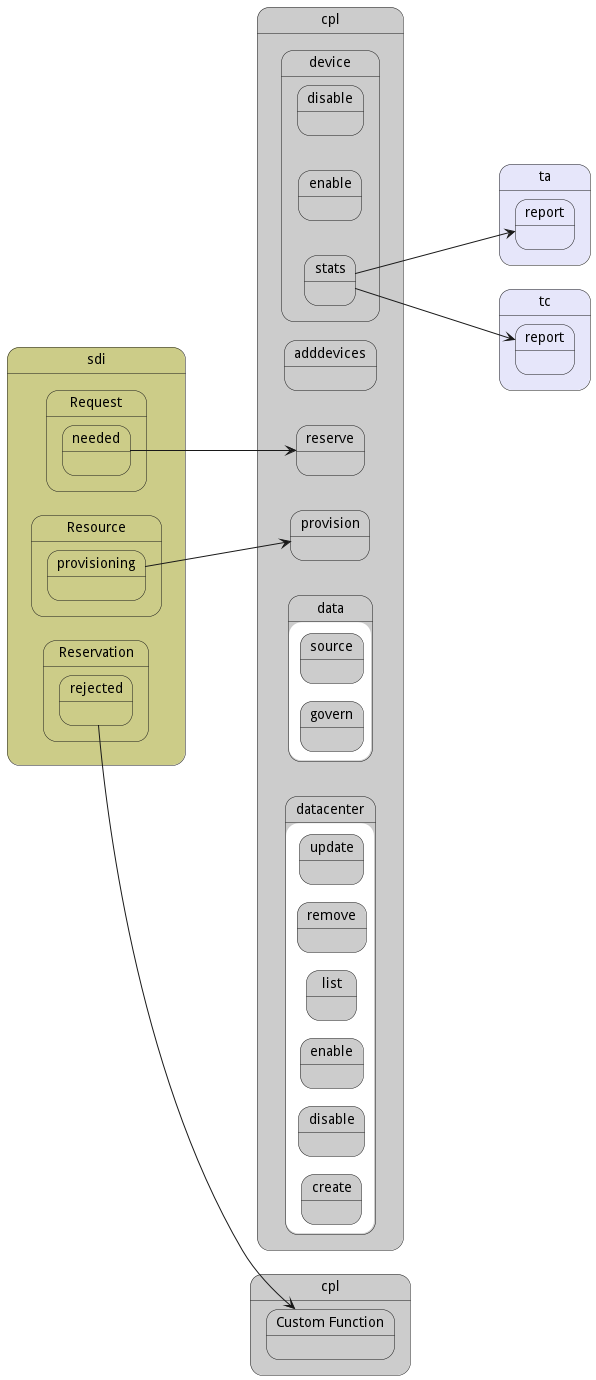 cpl
device
disable
enable
stats
adddevices
reserve
provision
data
source
govern
datacenter
update
remove
list
enable
disable
create
ta
report
tc
report
sdi
Request
needed
Resource
provisioning
Reservation
rejected
cpl
Custom Function